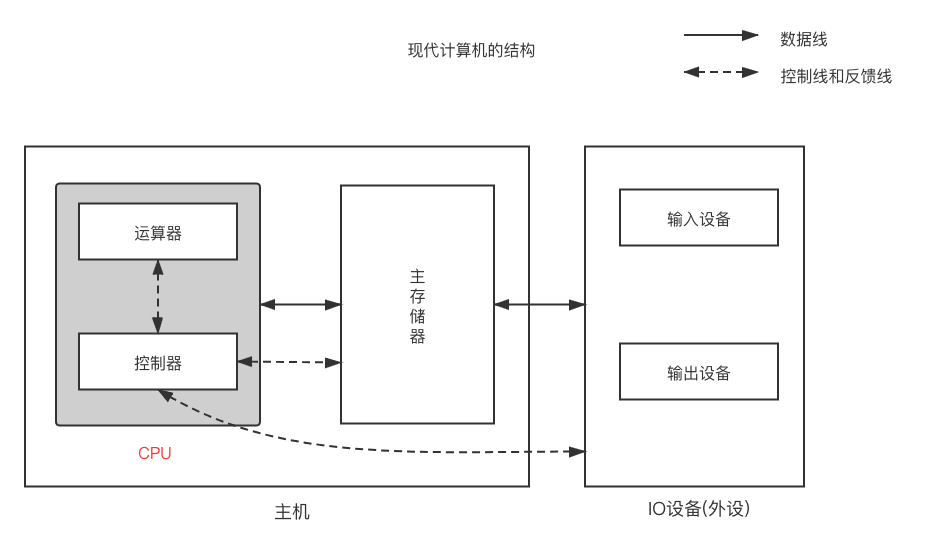 现代计算机的结构
数据线
控制线和反馈线
运算器
控制器
CPU
主
存
储
器
主机
输入设备
输出设备
IO设备(外设)